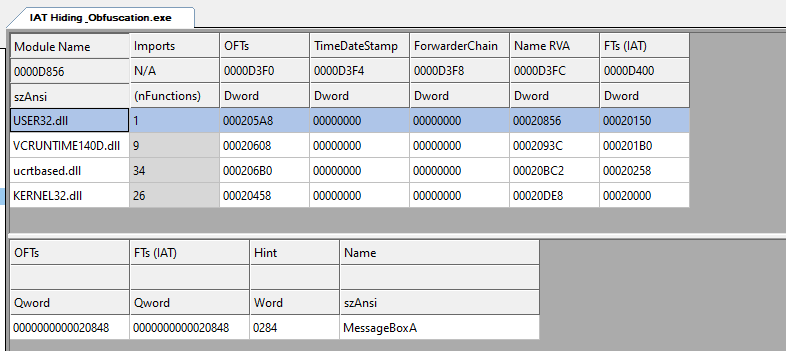 IAT Hiding_Obfuscation.exe
Module Name Imports OFTs TimeDateStamp ForwarderChain Name RVA FTs (IAT)
0000D856 N/A 0000D3F0 0000D3F4 0000D3F8 0000D3FC 0000D400
szAnsi (nFunctions) Dword Dword Dword Dword Dword
USER32.dll 1 000205A8 00000000 00000000 00020856 00020150
VCRUNTIME140D.dll 9 00020608 00000000 00000000 0002093C 000201B0
ucrtbased.dll 34 000206B0 00000000 00000000 00020BC2 00020258
KERNEL32.dll 26 00020458 00000000 00000000 00020DE8 00020000
OFTs FTs (IAT) Hint Name
Qword Qword Word szAnsi
0000000000020848 0000000000020848 0284 MessageBoxA